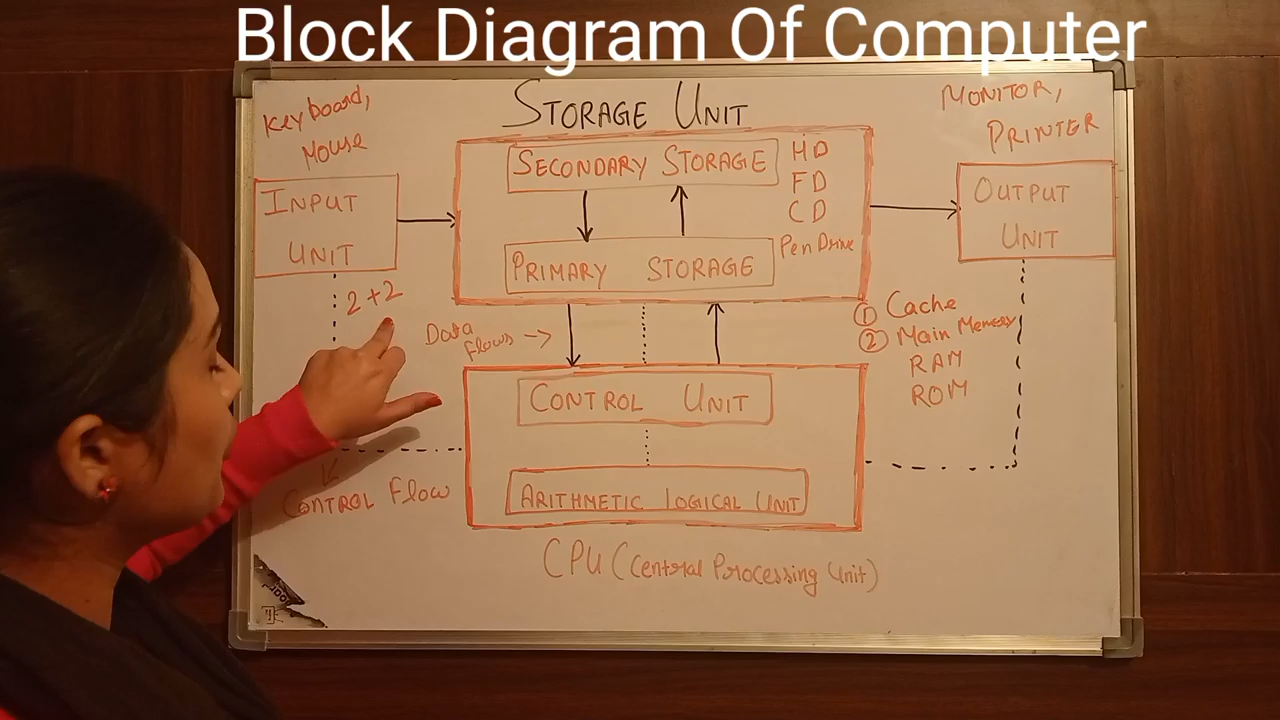 Block Diagram Of Computer
Keyboard,
Mouse
INPUT
UNIT
2+2
STORAGE UNIT
SECONDARY STORAGE
HD
FD
CD
Pen Drive
PRIMARY STORAGE
MONITOR,
PRINTER
OUTPUT
UNIT
Data
Flows →
① Cache
② Main Memory
RAM
ROM
CONTROL UNIT
ARITHMETIC LOGICAL UNIT
CONTROL Flow
CPU (Central Processing Unit)